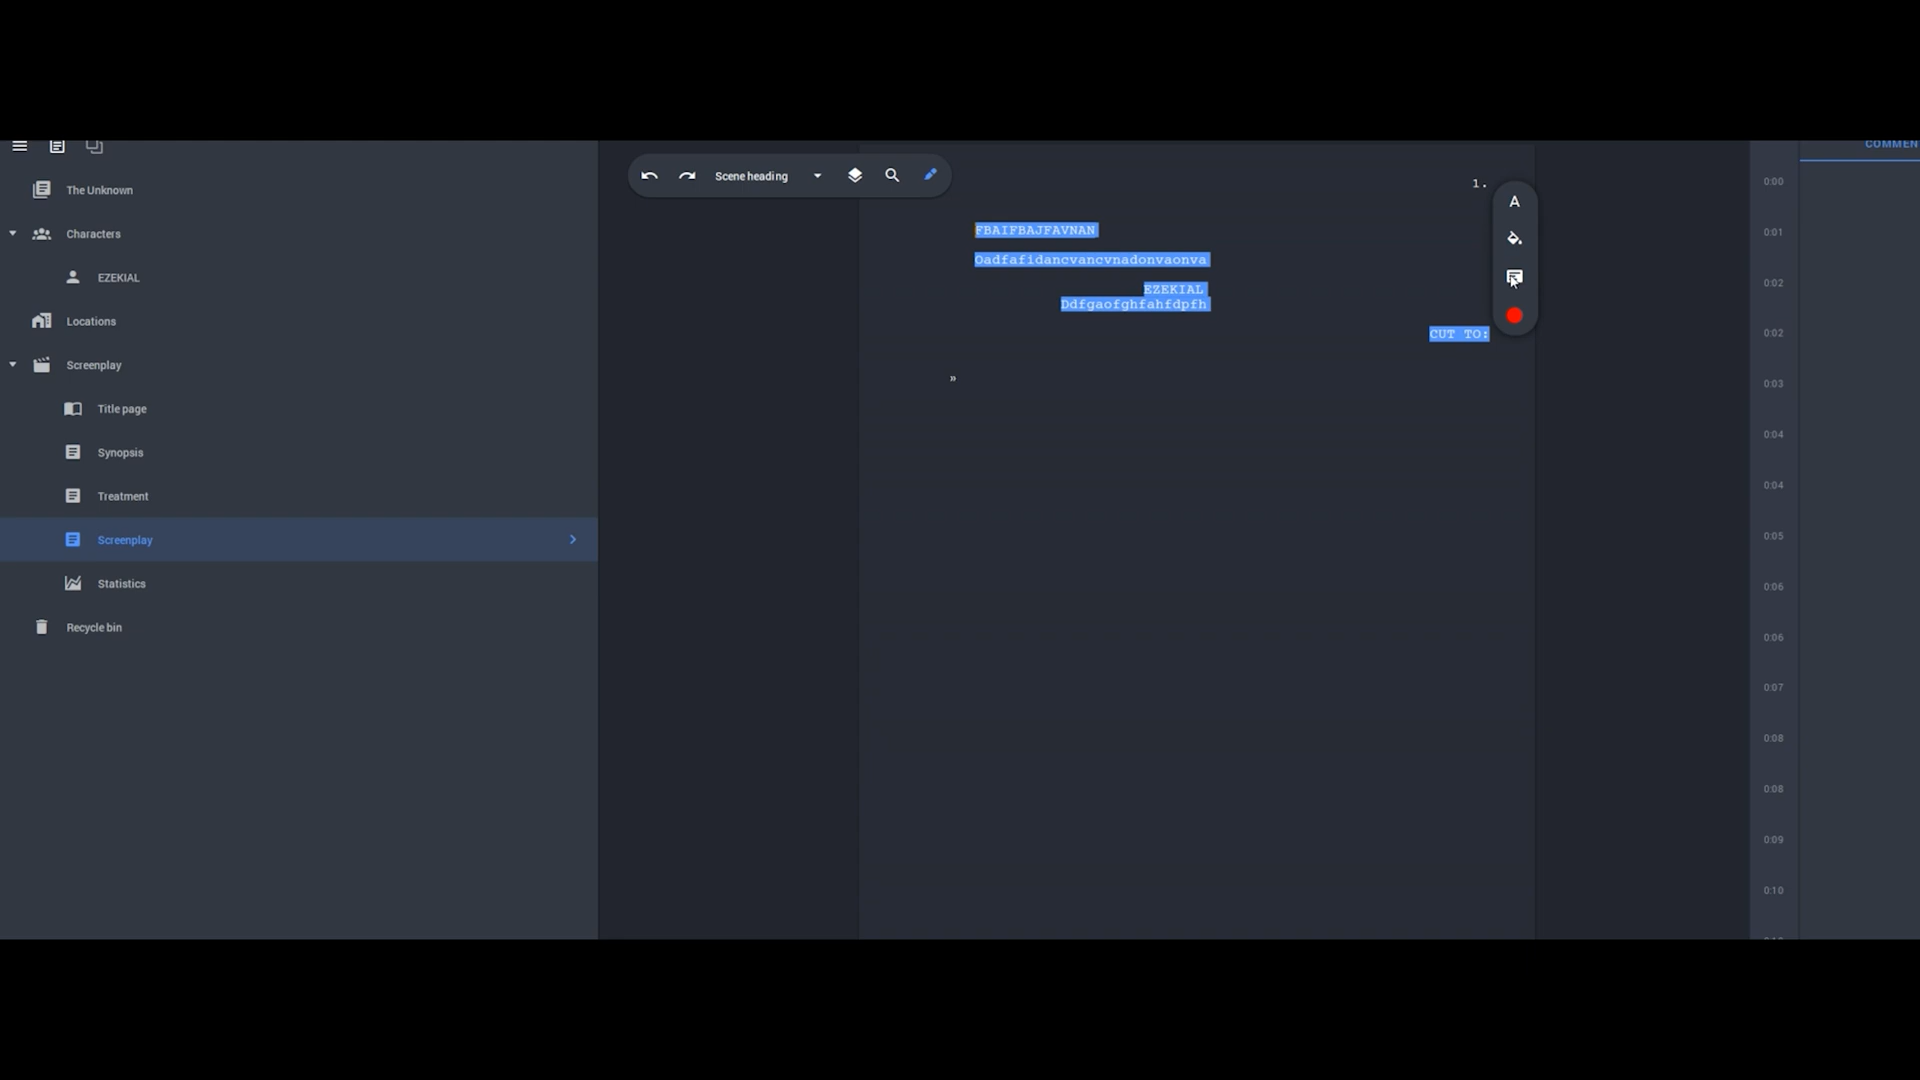 COMMEN
The Unknown
Characters
EZEKIAL
Locations
Screenplay
Title page
Synopsis
Treatment
Screenplay
Statistics
Recycle bin
Scene heading
1.
FBAIFBAJFAVNAN
Oadfafidancvancvnadonvaonva
EZEKIAL
Ddfgaofghfahfdpfh
CUT TO:
»
A
0:00
0:01
0:02
0:02
0:03
0:04
0:04
0:05
0:06
0:06
0:07
0:08
0:08
0:09
0:10